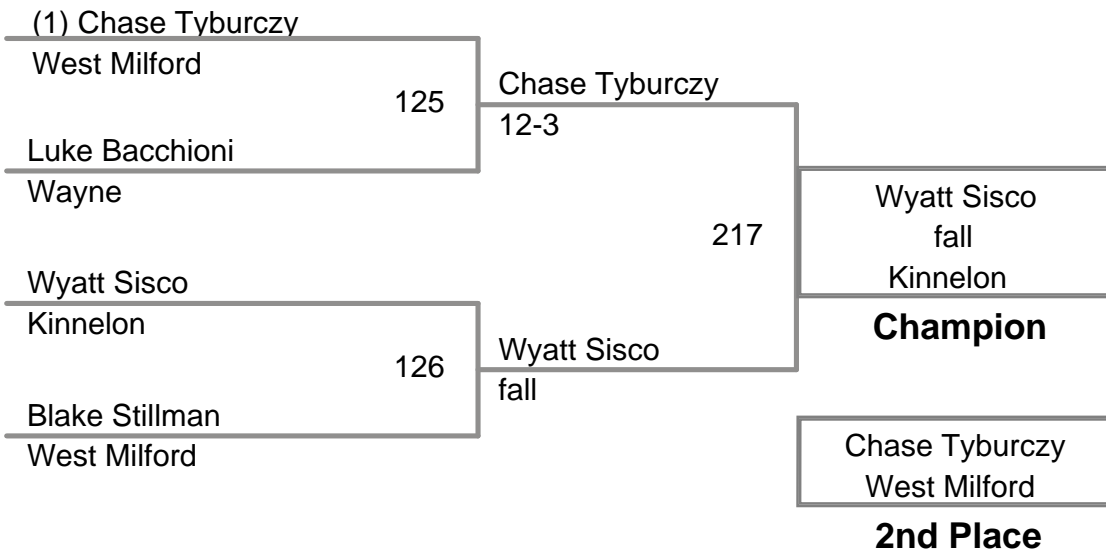 (1) Chase Tyburczy
West Milford
125
Luke Bacchioni
Wayne
Wyatt Sisco
Kinnelon
126
Blake Stillman
West Milford
Chase Tyburczy
12-3
217
Wyatt Sisco
fall
Wyatt Sisco
fall
Kinnelon
Champion
Chase Tyburczy
West Milford
2nd Place